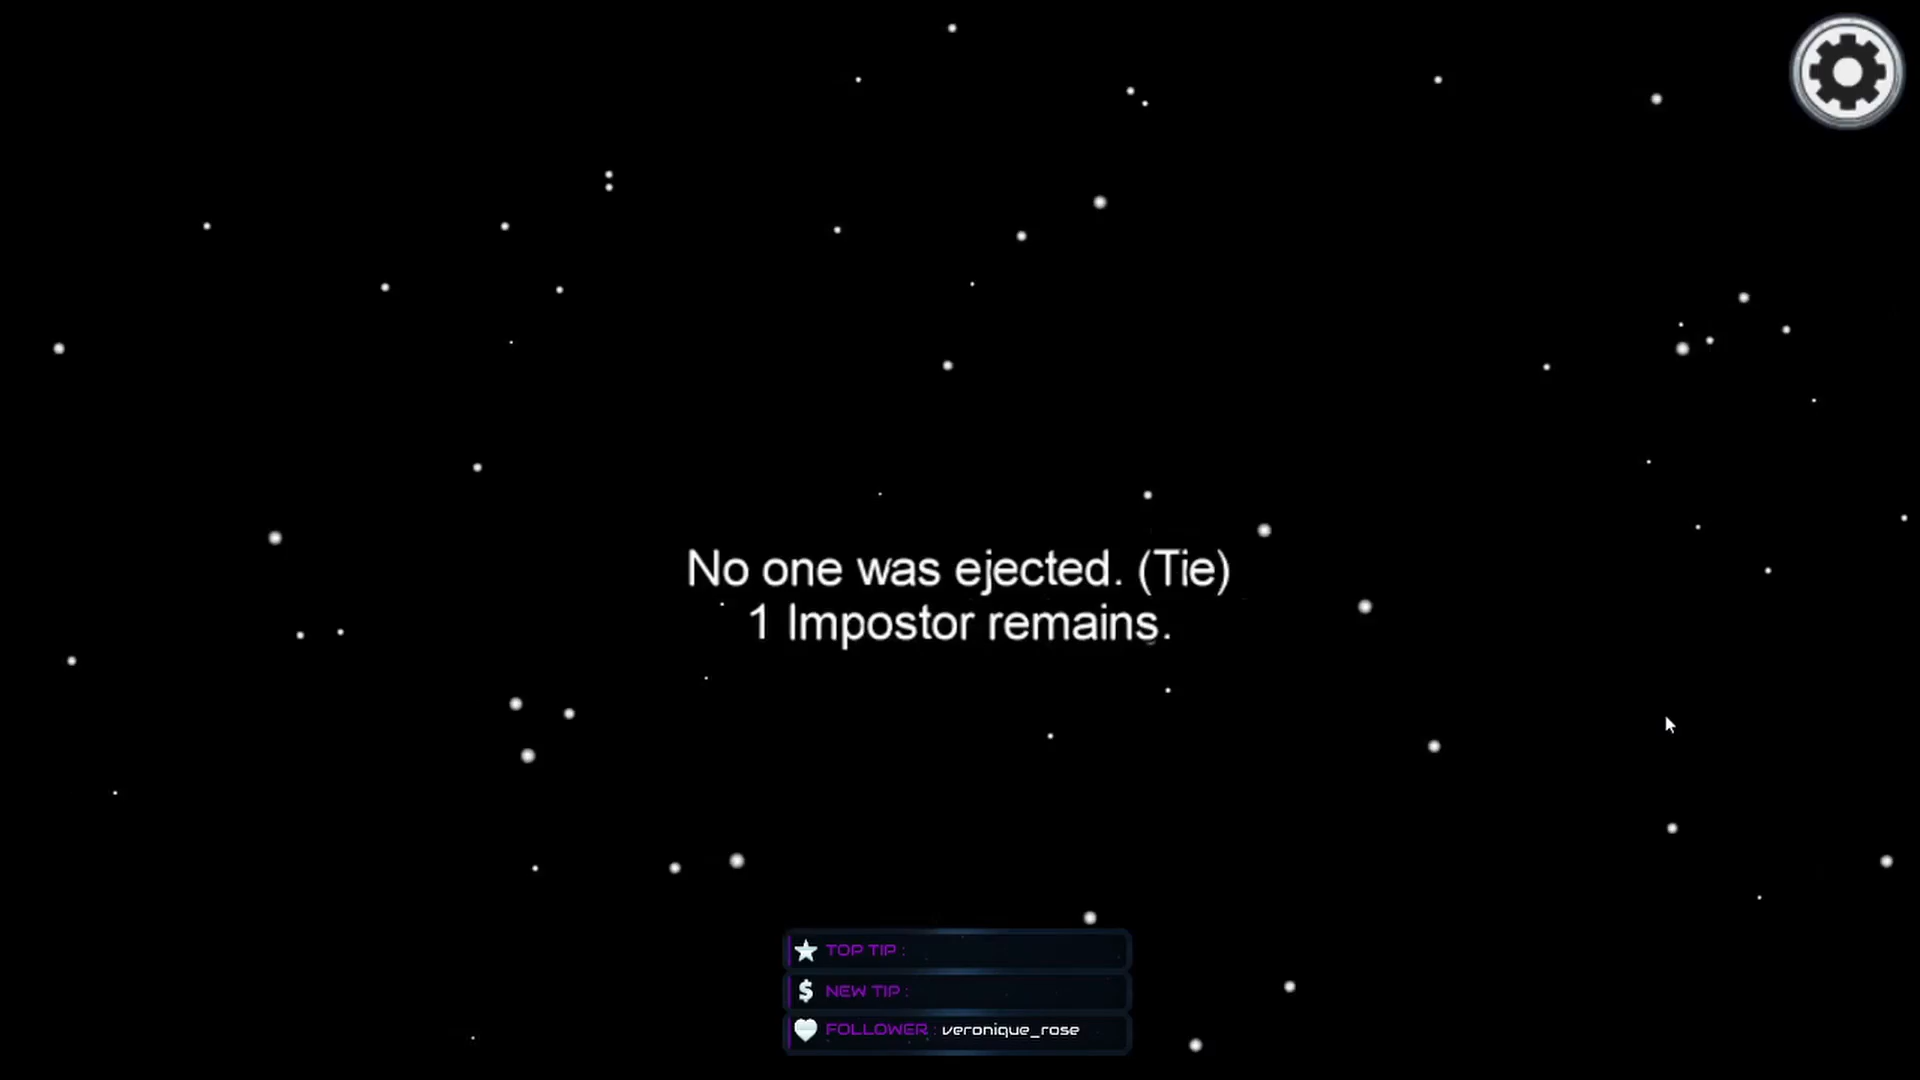 No one was ejected. (Tie)
1 Impostor remains.
TOP TIP :
NEW TIP :
FOLLOWER : veronique_rose